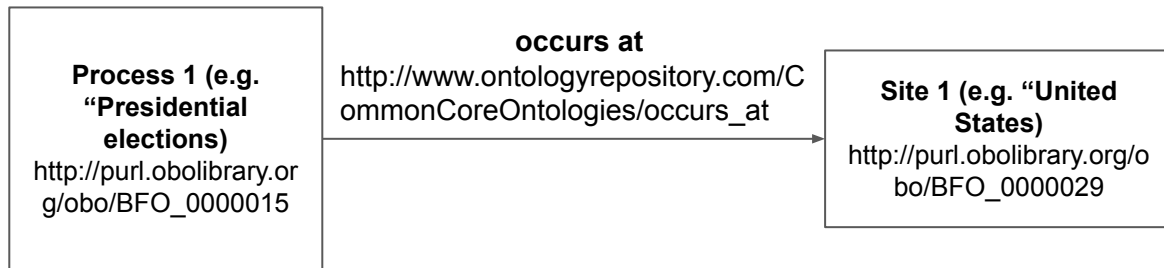 Process 1 (e.g.
“Presidential
elections)
http://purl.obolibrary.or
g/obo/BFO_0000015
occurs at
http://www.ontologyrepository.com/C
ommonCoreOntologies/occurs_at
Site 1 (e.g. “United
States)
http://purl.obolibrary.org/o
bo/BFO_0000029